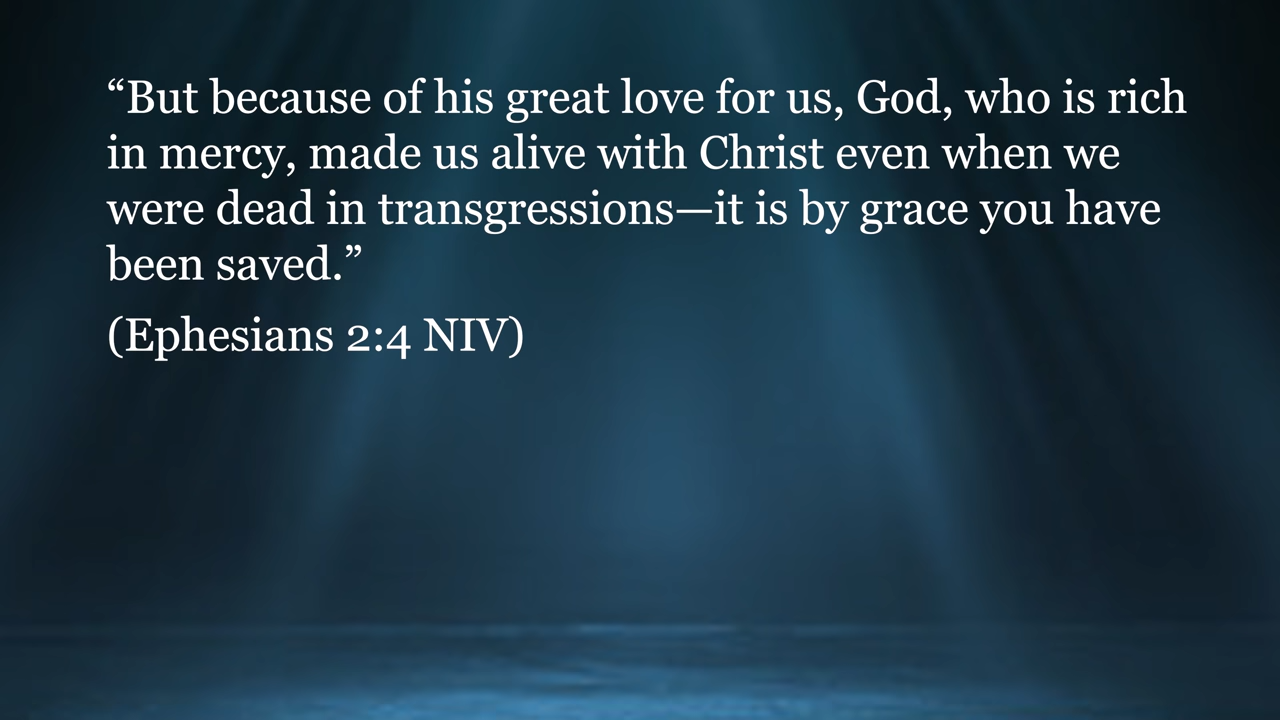 “But because of his great love for us, God, who is rich
in mercy, made us alive with Christ even when we
were dead in transgressions—it is by grace you have
been saved.”
(Ephesians 2:4 NIV)